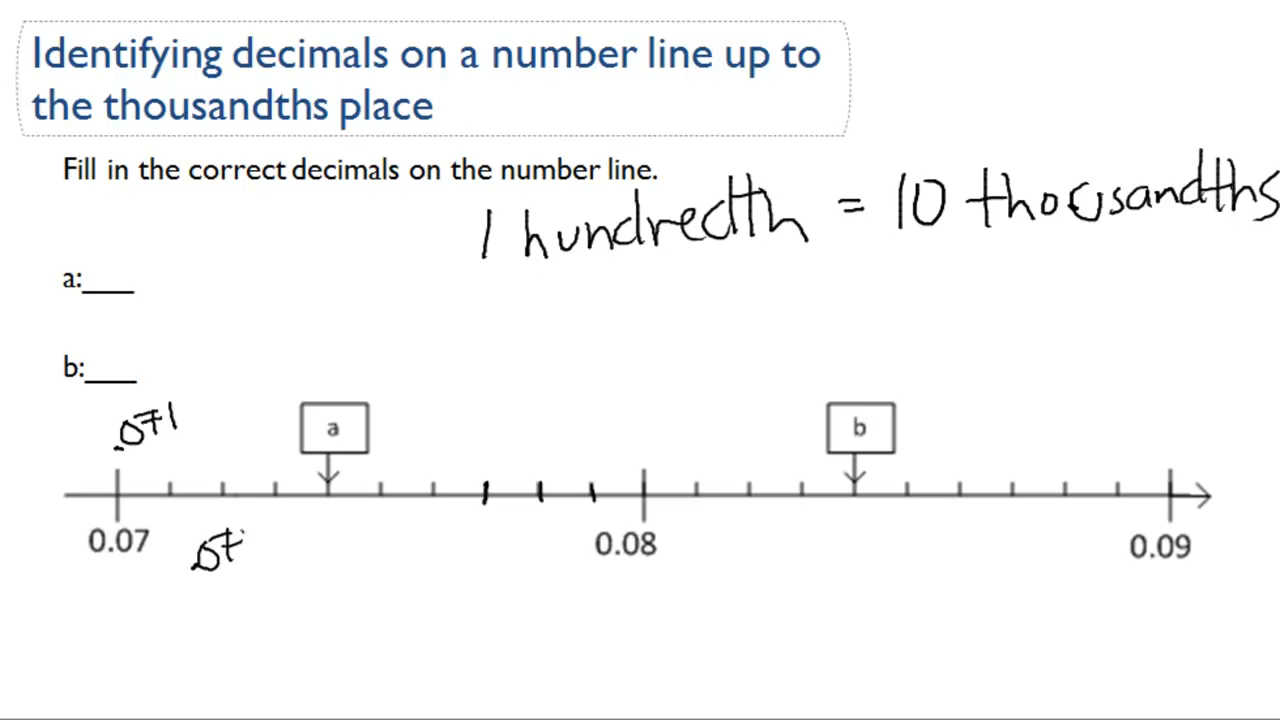 Identifying decimals on a number line up to
the thousandths place
Fill in the correct decimals on the number line.
1 hundredth = 10 thousandths
a:___
b:___
.071
a
b
0.07
.07
0.08
0.09